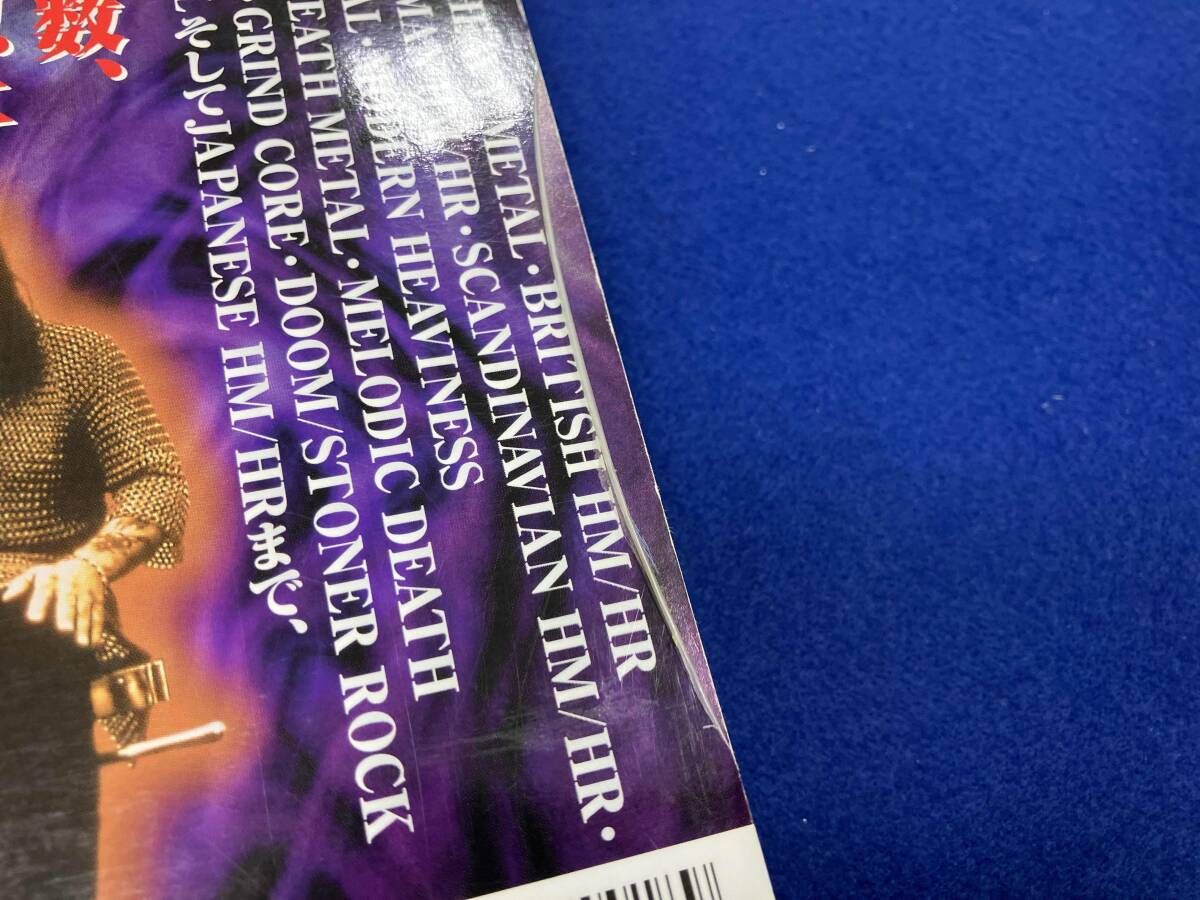 METAL・BRITISH HM/HR
/HR・SCANDINAVIAN HM/HR・
MODERN HEAVINESS
DEATH METAL・MELODIC DEATH
・GRIND CORE・DOOM/STONER ROCK
そしてJAPANESE HM/HRまで、
数、